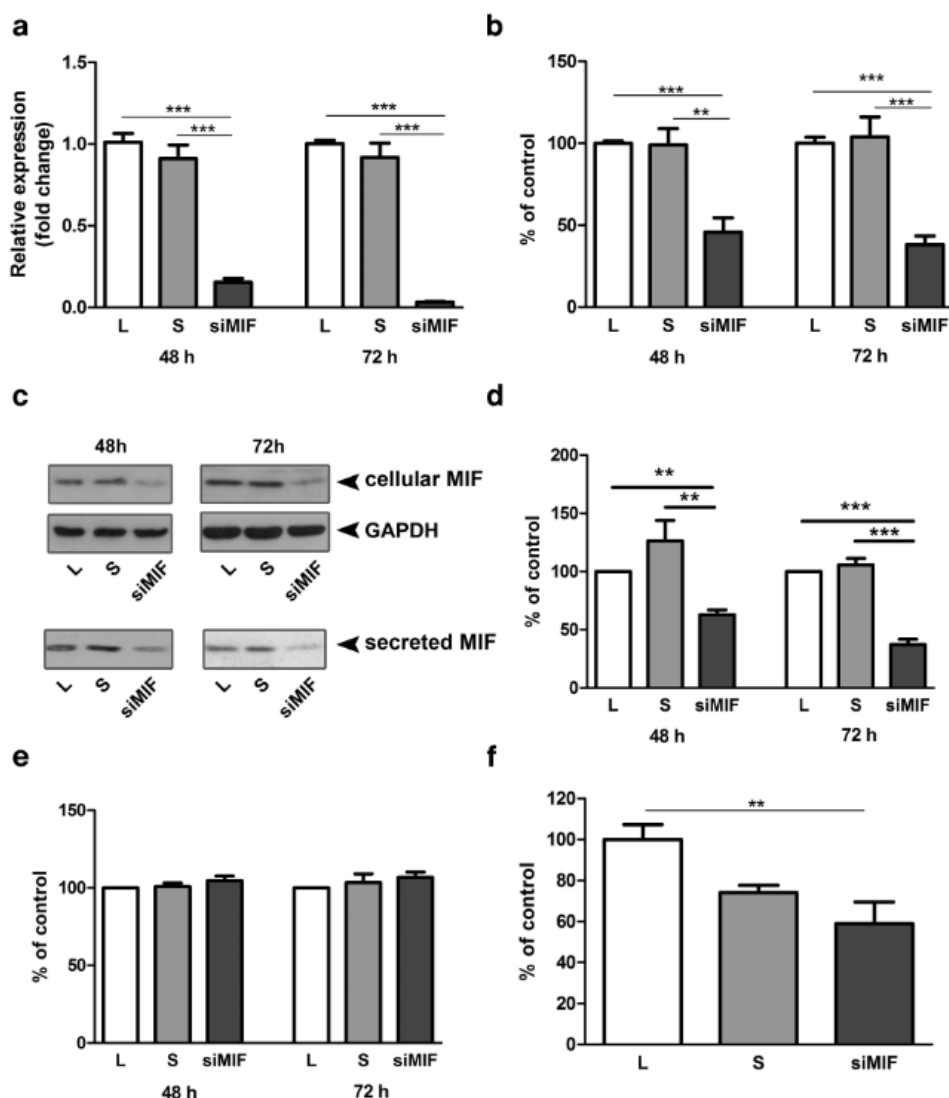 a
Relative expression
(fold change)
1.5
1.0
0.5
0.0
***
***
***
***
L S siMIF L S siMIF
48 h 72 h
b
% of control
150
100
50
0
***
**
***
***
L S siMIF L S siMIF
48 h 72 h
c
48h 72h
cellular MIF
GAPDH
L S siMIF L S siMIF
secreted MIF
L S siMIF L S siMIF
d
% of control
200
150
100
50
0
**
**
***
***
L S siMIF L S siMIF
48 h 72 h
e
% of control
150
100
50
0
L S siMIF L S siMIF
48 h 72 h
f
% of control
120
100
80
60
40
20
0
**
L S siMIF